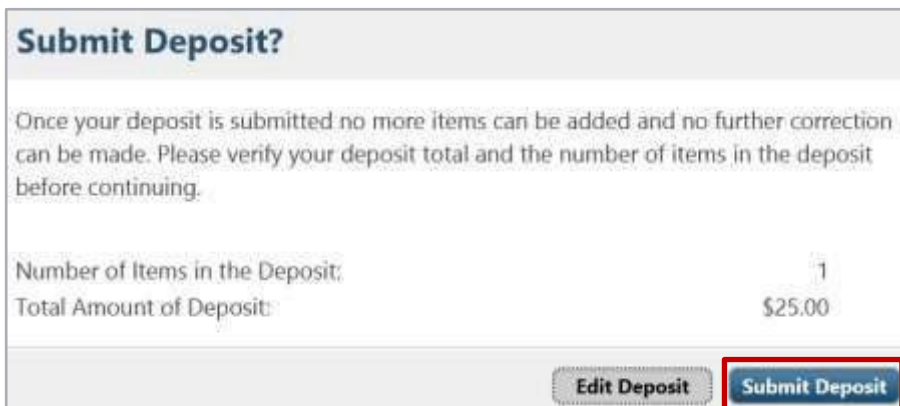 Submit Deposit?
Once your deposit is submitted no more items can be added and no further correction
can be made. Please verify your deposit total and the number of items in the deposit
before continuing.
Number of Items in the Deposit: 1
Total Amount of Deposit: $25.00
Edit Deposit Submit Deposit